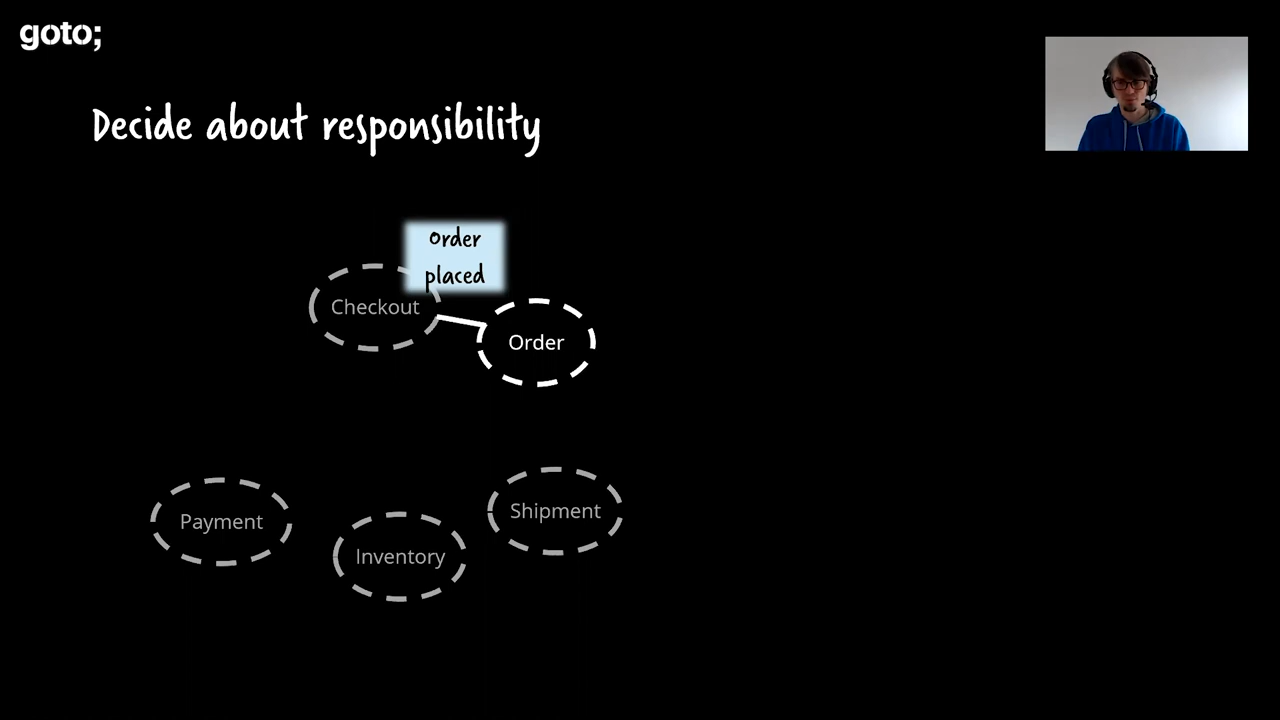 goto;
Decide about responsibility
Order
placed
Checkout
Order
Payment
Inventory
Shipment